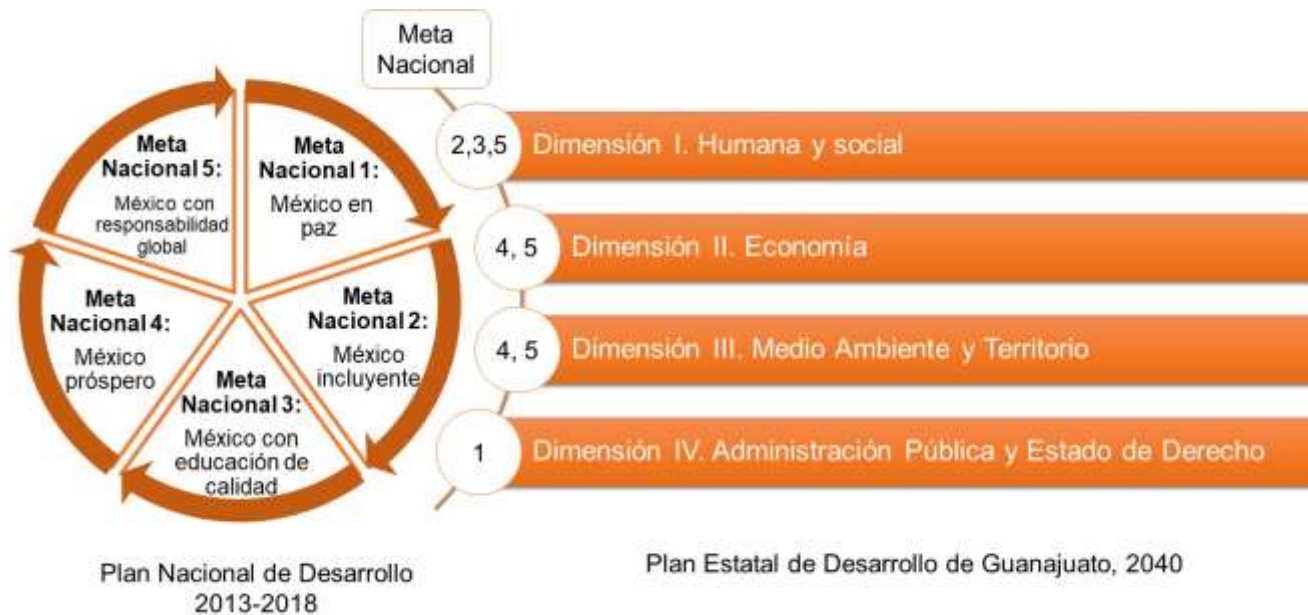 Meta
Nacional
Meta
Nacional 5:
México con
responsabilidad
global
Meta
Nacional 1:
México en
paz
Meta
Nacional 4:
México
próspero
Meta
Nacional 2:
México
incluyente
Meta
Nacional 3:
México con
educación de
calidad
2,3,5
Dimensión I. Humana y social
4, 5
Dimensión II. Economía
4, 5
Dimensión III. Medio Ambiente y Territorio
1
Dimensión IV. Administración Pública y Estado de Derecho
Plan Nacional de Desarrollo
2013-2018
Plan Estatal de Desarrollo de Guanajuato, 2040